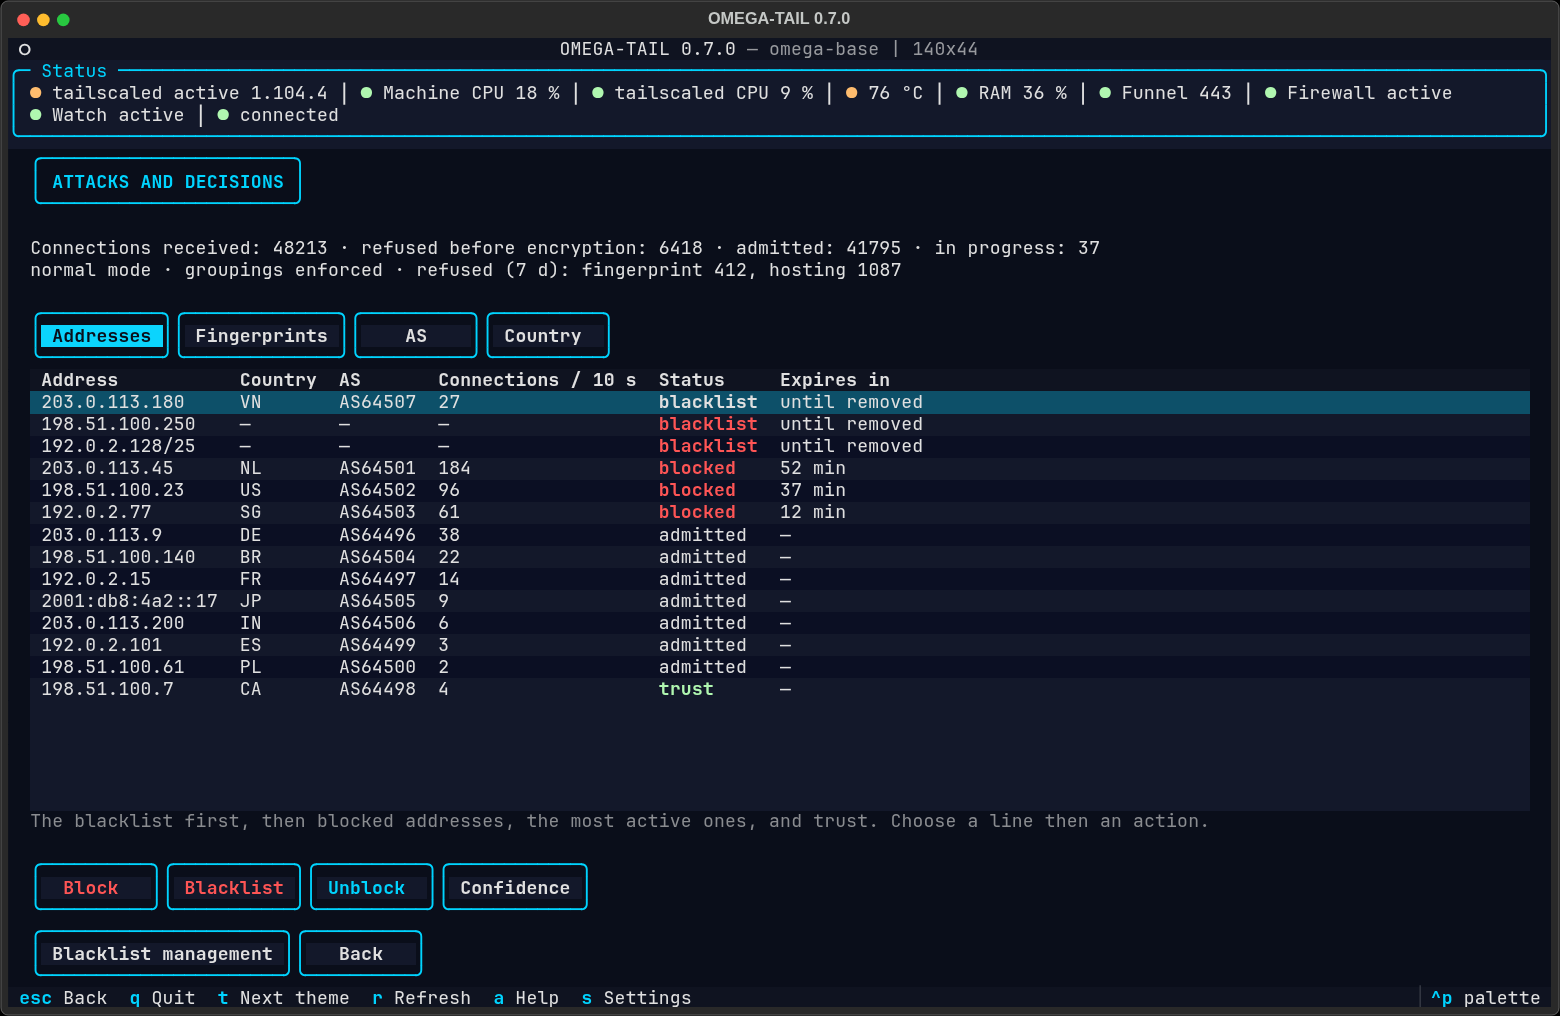 OMEGA-TAIL 0.7.0
OMEGA-TAIL 0.7.0 — omega-base | 140x44
Status
tailscaled active 1.104.4 │ ● Machine CPU 18 % │ ● tailscaled CPU 9 % │ ● 76 °C │ ● RAM 36 % │ ● Funnel 443 │ ● Firewall active
Watch active │ ● connected
ATTACKS AND DECISIONS
Connections received: 48213 · refused before encryption: 6418 · admitted: 41795 · in progress: 37
normal mode · groupings enforced · refused (7 d): fingerprint 412, hosting 1087
Addresses Fingerprints AS Country
Address Country AS Connections / 10 s Status Expires in
203.0.113.180 VN AS64507 27 blacklist until removed
198.51.100.250 — — — blacklist until removed
192.0.2.128/25 — — — blacklist until removed
203.0.113.45 NL AS64501 184 blocked 52 min
198.51.100.23 US AS64502 96 blocked 37 min
192.0.2.77 SG AS64503 61 blocked 12 min
203.0.113.9 DE AS64496 38 admitted —
198.51.100.140 BR AS64504 22 admitted —
192.0.2.15 FR AS64497 14 admitted —
2001:db8:4a2::17 JP AS64505 9 admitted —
203.0.113.200 IN AS64506 6 admitted —
192.0.2.101 ES AS64499 3 admitted —
198.51.100.61 PL AS64500 2 admitted —
198.51.100.7 CA AS64498 4 trust —
The blacklist first, then blocked addresses, the most active ones, and trust. Choose a line then an action.
Block Blacklist Unblock Confidence
Blacklist management Back
esc Back q Quit t Next theme r Refresh a Help s Settings ^p palette